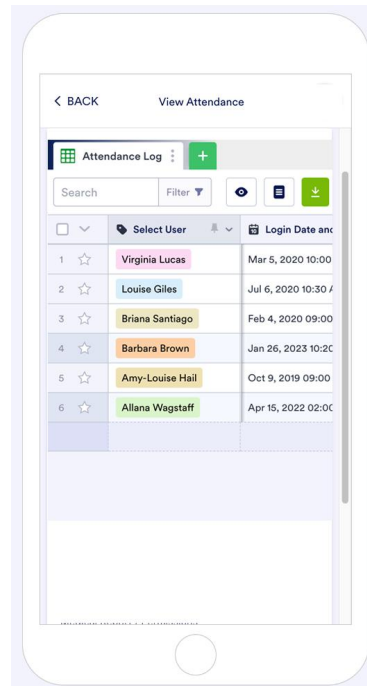 BACK View Attendance
Attendance Log
Search Filter
Select User Login Date and
1 Virginia Lucas Mar 5, 2020 10:00
2 Louise Giles Jul 6, 2020 10:30 A
3 Briana Santiago Feb 4, 2020 09:00
4 Barbara Brown Jan 26, 2023 10:20
5 Amy-Louise Hail Oct 9, 2019 09:00
6 Allana Wagstaff Apr 15, 2022 02:00